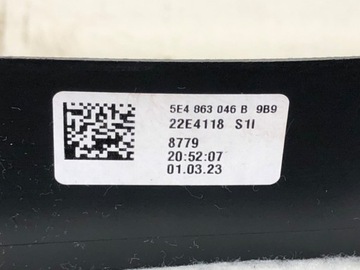 5E4 863 046 B 9B9
22E4118 S1I
8779
20:52:07
01.03.23